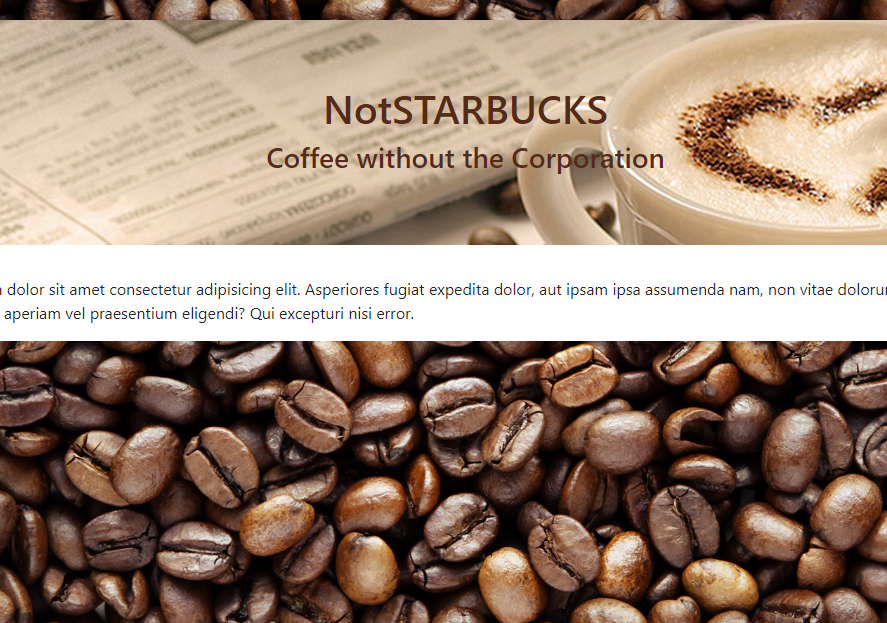 NotSTARBUCKS
Coffee without the Corporation
dolor sit amet consectetur adipisicing elit. Asperiores fugiat expedita dolor, aut ipsam ipsa assumenda nam, non vitae
aperiam vel praesentium eligendi? Qui excepturi nisi error.